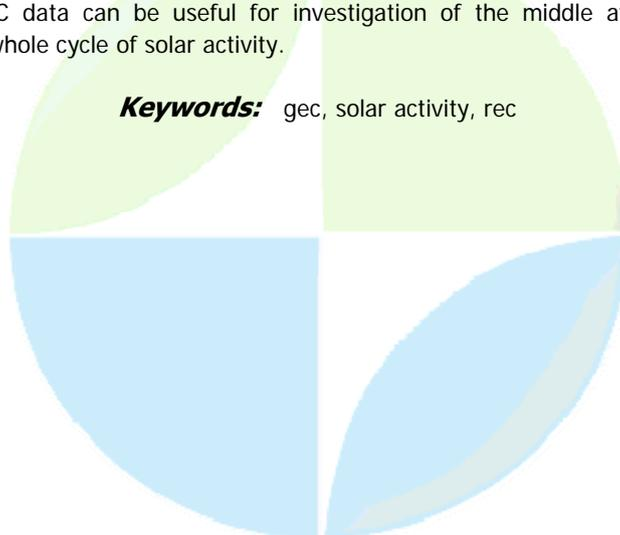 C data can be useful for investigation of the middle
whole cycle of solar activity.
Keywords: gec, solar activity, rec